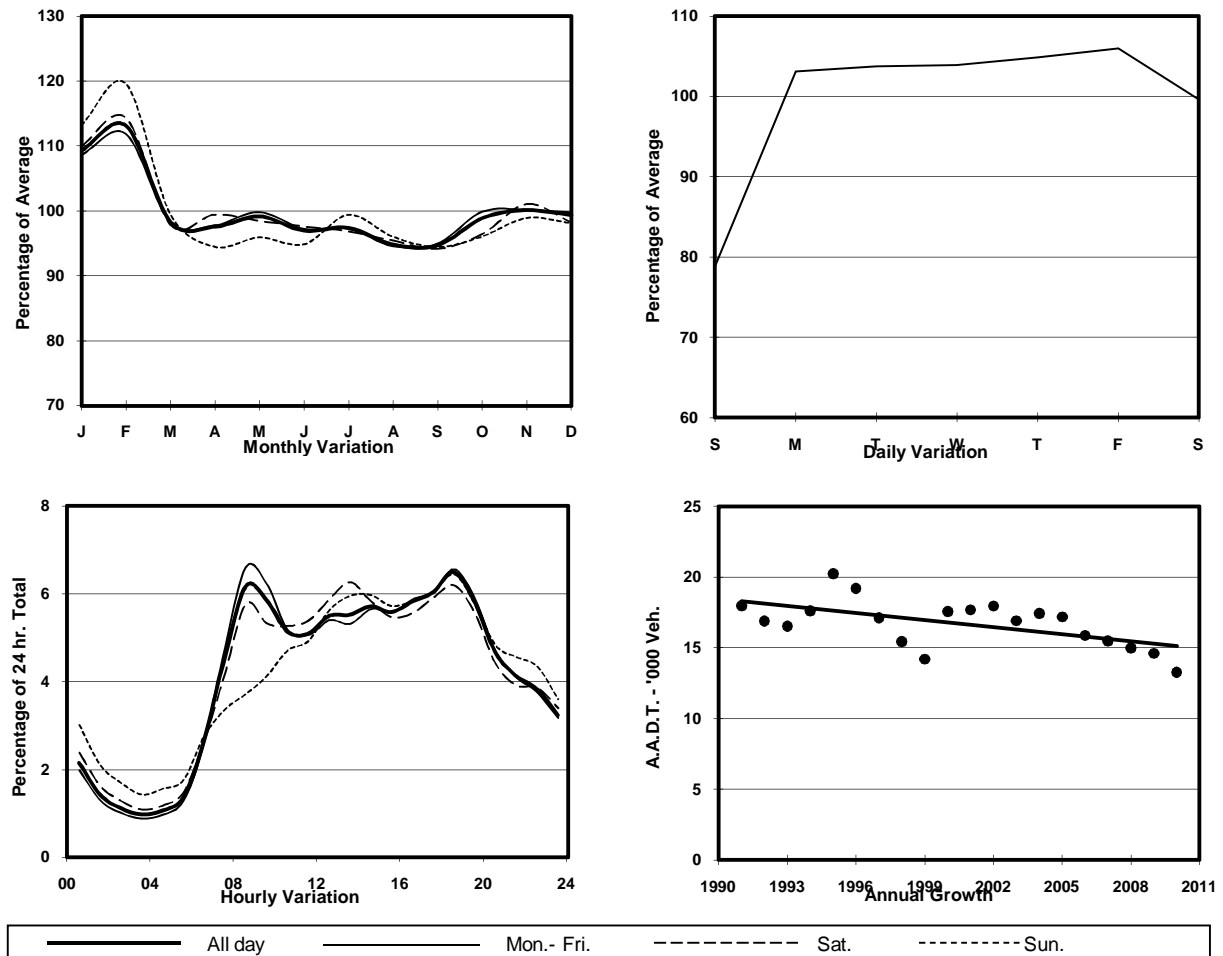 130
120
110
100
90
80
70
Percentage of Average
J F M A M J J A S O N D
Monthly Variation
110
100
90
80
70
60
Percentage of Average
S M T W T F S
Daily Variation
8
6
4
2
0
Percentage of 24 hr. Total
00 04 08 12 16 20 24
Hourly Variation
25
20
15
10
5
0
A.A.D.T. - '000 Veh.
1990 1993 1996 1999 2002 2005 2008 2011
Annual Growth
All day Mon.- Fri. Sat. Sun.